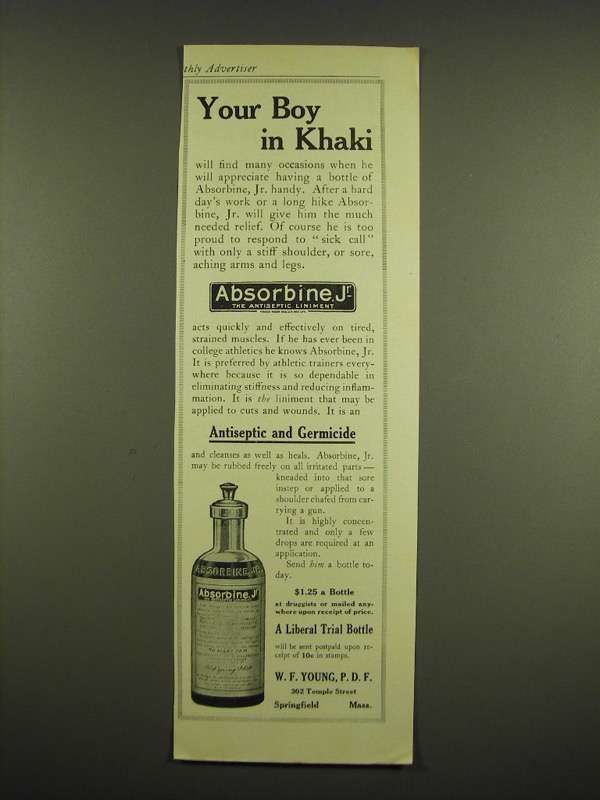 thly Advertiser
Your Boy
in Khaki
will find many occasions when he
will appreciate having a bottle of
Absorbine, Jr. handy. After a hard
day's work or a long hike Absor-
bine, Jr. will give him the much
needed relief. Of course he is too
proud to respond to "sick call"
with only a stiff shoulder, or sore,
aching arms and legs.
Absorbine, Jr.
THE ANTISEPTIC LINIMENT
acts quickly and effectively on tired,
strained muscles. If he has ever been in
college athletics he knows Absorbine, Jr.
It is preferred by athletic trainers every-
where because it is so dependable in
eliminating stiffness and reducing inflam-
mation. It is the liniment that may be
applied to cuts and wounds. It is an
Antiseptic and Germicide
and cleanses as well as heals. Absorbine, Jr.
may be rubbed freely on all irritated parts—
kneaded into that sore
instep or applied to a
shoulder chafed from car-
rying a gun.
It is highly concen-
trated and only a few
drops are required at an
application.
Send him a bottle to-
day.
$1.25 a Bottle
at druggists or mailed any-
where upon receipt of price.
A Liberal Trial Bottle
will be sent postpaid upon re-
ceipt of 10c in stamps.
W. F. YOUNG, P. D. F.
302 Temple Street
Springfield Mass.
ABSORBINE, JR.
Absorbine, Jr.